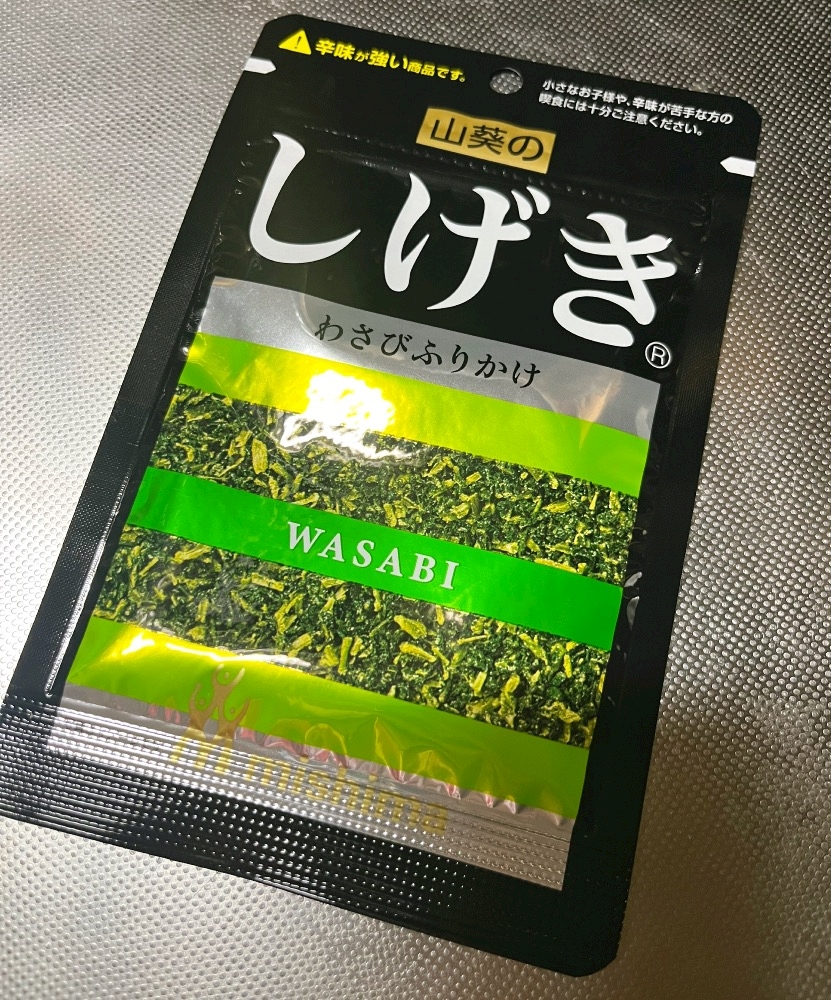 辛味が強い商品です。
小さなお子様や、辛味が苦手な方の
喫食には十分ご注意ください。
山葵の
しげき®
わさびふりかけ
WASABI
mishima